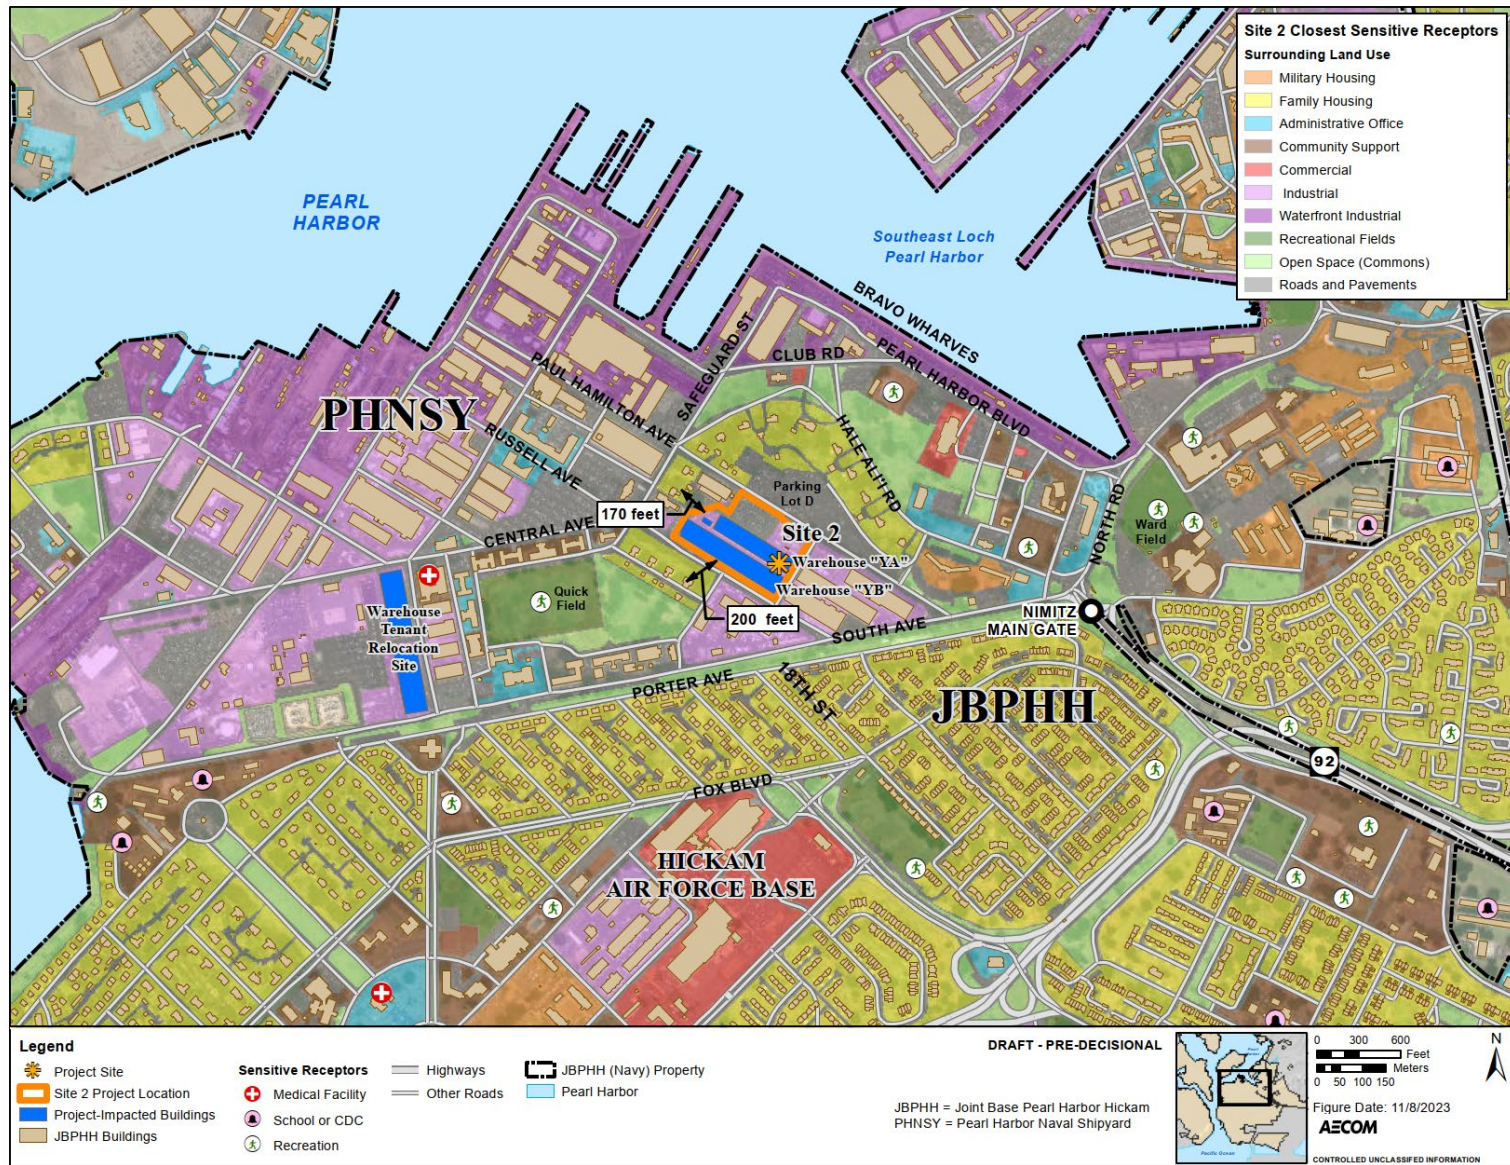 Site 2 Closest Sensitive Receptors
Surrounding Land Use
Military Housing
Family Housing
Administrative Office
Community Support
Commercial
Industrial
Waterfront Industrial
Recreational Fields
Open Space (Commons)
Roads and Pavements
PEARL
HARBOR
Southeast Loch
Pearl Harbor
BRAVO WHARVES
PEARL HARBOR BLVD
CLUB RD
SAFEGUARD ST
PAUL HAMILTON AVE
PHNSY
RUSSELL AVE
HALE ALI'I RD
Parking
Lot D
170 feet
Site 2
CENTRAL AVE
NORTH RD
Ward
Field
Warehouse "YA"
Warehouse "YB"
Quick
Field
Warehouse
Tenant
Relocation
Site
200 feet
SOUTH AVE
NIMITZ
MAIN GATE
PORTER AVE
18TH ST
JBPHH
92
FOX BLVD
HICKAM
AIR FORCE BASE
Legend
Project Site
Site 2 Project Location
Project-Impacted Buildings
JBPHH Buildings
Sensitive Receptors
Medical Facility
School or CDC
Recreation
Highways
Other Roads
JBPHH (Navy) Property
Pearl Harbor
DRAFT - PRE-DECISIONAL
JBPHH = Joint Base Pearl Harbor Hickam
PHNSY = Pearl Harbor Naval Shipyard
Pearl
Harbor
Pacific Ocean
0 300 600
Feet
Meters
0 50 100 150
N
Figure Date: 11/8/2023
AECOM
CONTROLLED UNCLASSIFED INFORMATION